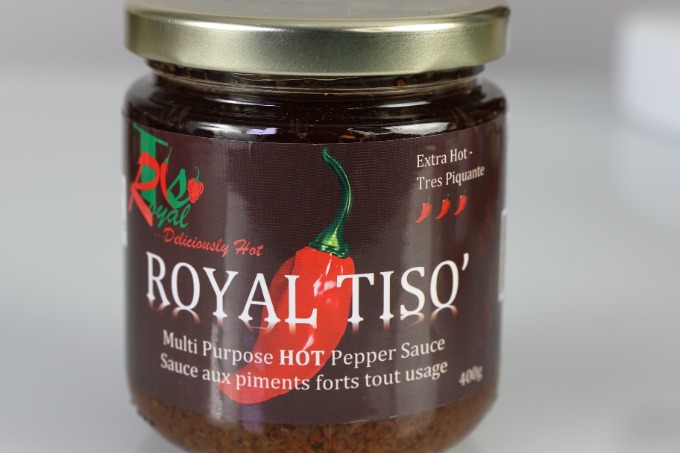 Tiso
Royal
...Deliciously Hot
Extra Hot -
Tres Piquante
ROYAL TISO'
Multi Purpose HOT Pepper Sauce
Sauce aux piments forts tout usage
400g